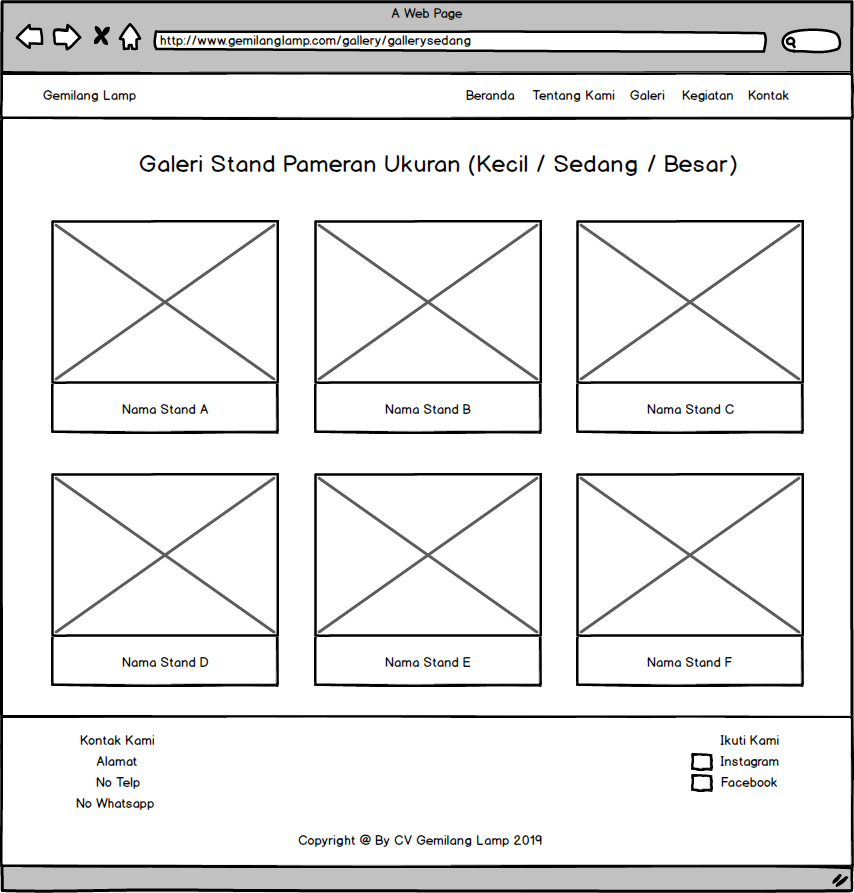 A Web Page
http://www.gemilanglamp.com/gallery/gallerysedang
Gemilang Lamp Beranda Tentang Kami Galeri Kegiatan Kontak
Galeri Stand Pameran Ukuran (Kecil / Sedang / Besar)
Nama Stand A Nama Stand B Nama Stand C
Nama Stand D Nama Stand E Nama Stand F
Kontak Kami Ikuti Kami
Alamat Instagram
No Telp Facebook
No Whatsapp
Copyright @ By CV Gemilang Lamp 2019